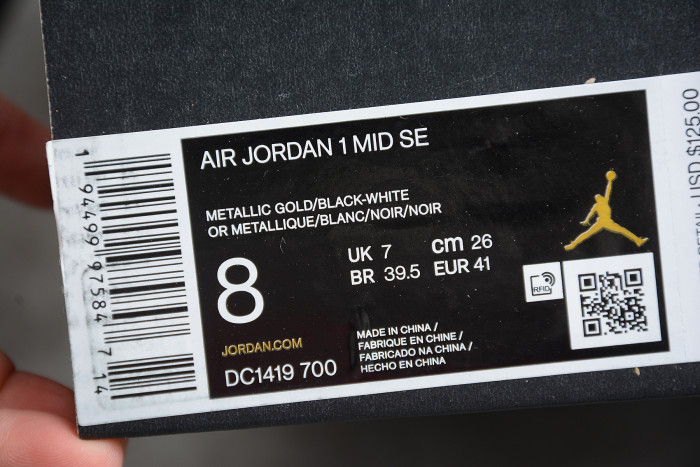 AIR JORDAN 1 MID SE
METALLIC GOLD/BLACK-WHITE
OR METALLIQUE/BLANC/NOIR/NOIR
8
UK 7 cm 26
BR 39.5 EUR 41
RFID
JORDAN.COM
DC1419 700
MADE IN CHINA /
FABRIQUE EN CHINE /
FABRICADO NA CHINA /
HECHO EN CHINA
1 94499 97584 7 14
USD $125.00